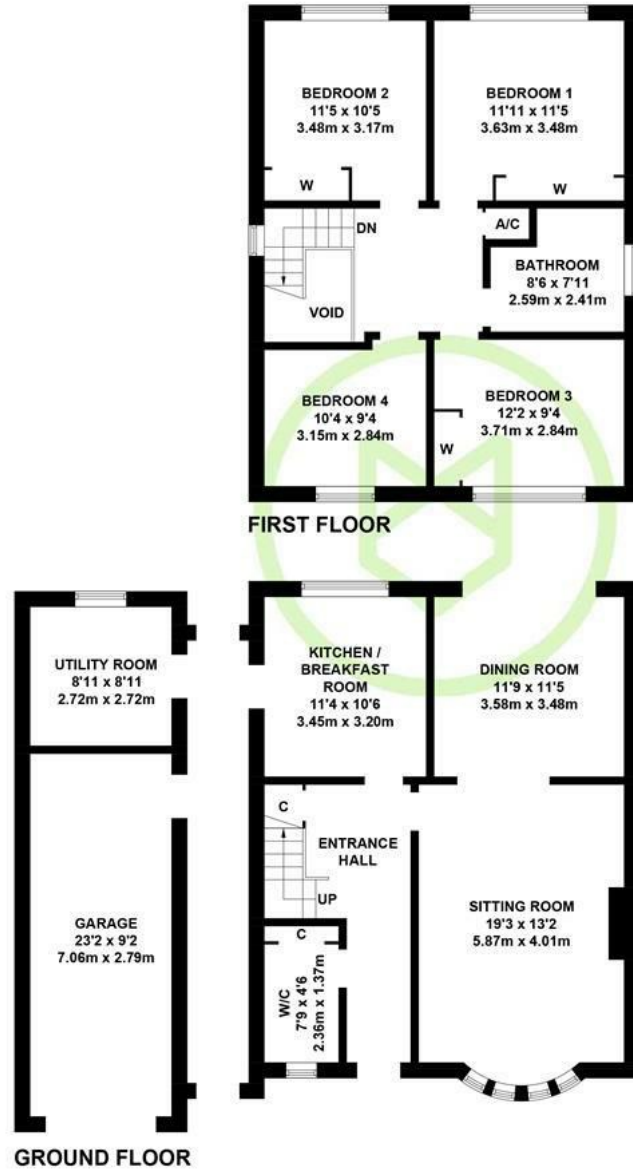 BEDROOM 2
11'5 x 10'5
3.48m x 3.17m
BEDROOM 1
11'11 x 11'5
3.63m x 3.48m
W
W
DN
A/C
BATHROOM
8'6 x 7'11
2.59m x 2.41m
VOID
BEDROOM 4
10'4 x 9'4
3.15m x 2.84m
BEDROOM 3
12'2 x 9'4
3.71m x 2.84m
W
FIRST FLOOR
UTILITY ROOM
8'11 x 8'11
2.72m x 2.72m
KITCHEN /
BREAKFAST
ROOM
11'4 x 10'6
3.45m x 3.20m
DINING ROOM
11'9 x 11'5
3.58m x 3.48m
C
ENTRANCE
HALL
UP
SITTING ROOM
19'3 x 13'2
5.87m x 4.01m
GARAGE
23'2 x 9'2
7.06m x 2.79m
C
W/C
7'9 x 4'6
2.36m x 1.37m
GROUND FLOOR